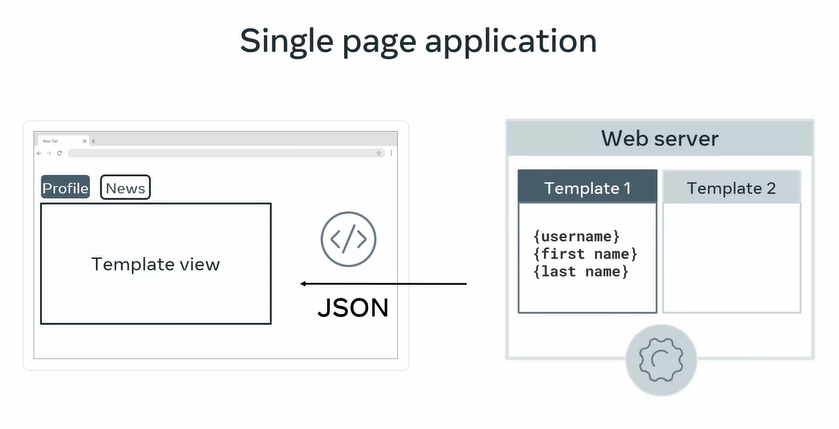 Single page application
New Tab
Profile
News
Template view
</>
JSON
Web server
Template 1
Template 2
{username}
{first name}
{last name}